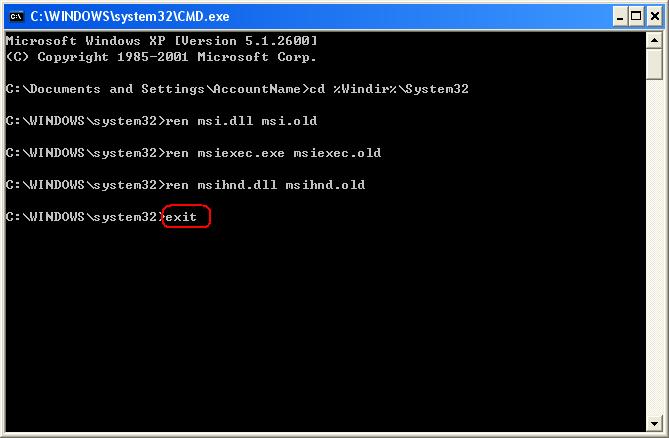 C:\WINDOWS\system32\CMD.exe
Microsoft Windows XP [Version 5.1.2600]
(C) Copyright 1985-2001 Microsoft Corp.
C:\Documents and Settings\AccountName>cd %Windir%\System32
C:\WINDOWS\system32>ren msi.dll msi.old
C:\WINDOWS\system32>ren msiexec.exe msiexec.old
C:\WINDOWS\system32>ren msihnd.dll msihnd.old
C:\WINDOWS\system32>exit